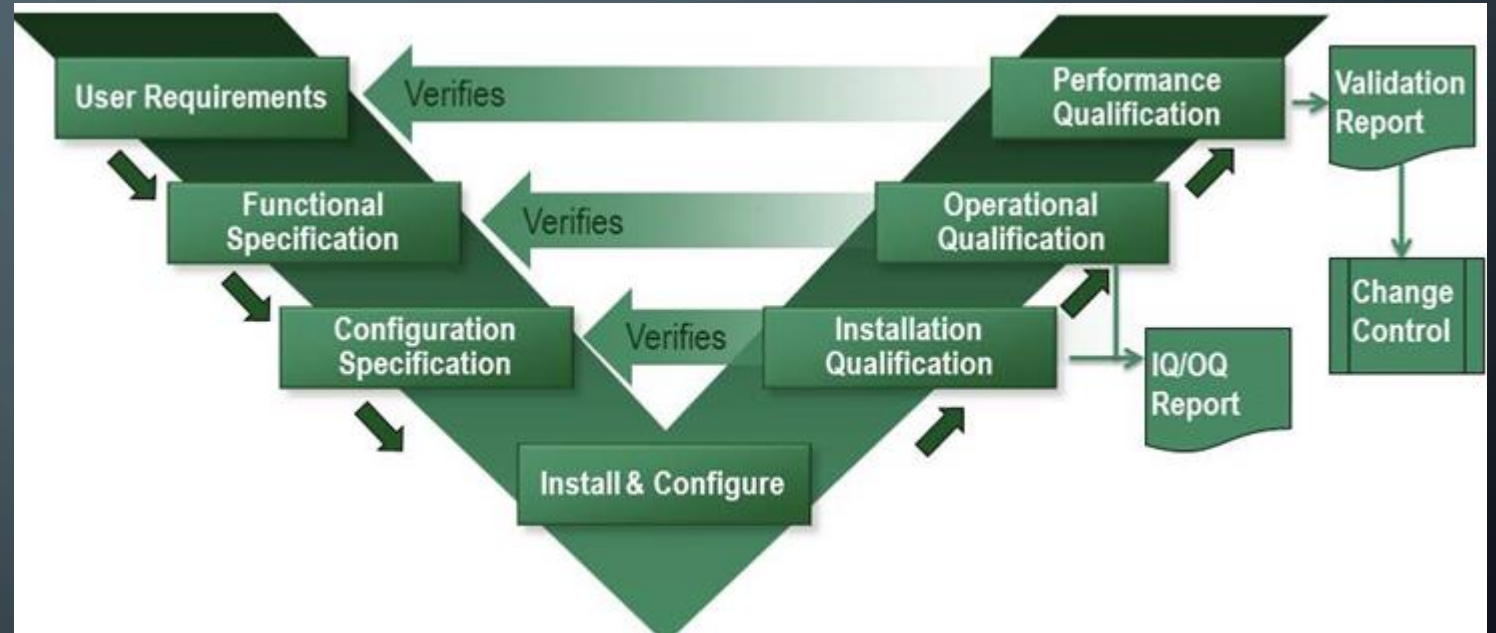 User Requirements
Verifies
Performance
Qualification
Validation
Report
Functional
Specification
Verifies
Operational
Qualification
Change
Control
Configuration
Specification
Verifies
Installation
Qualification
IQ/OQ
Report
Install & Configure